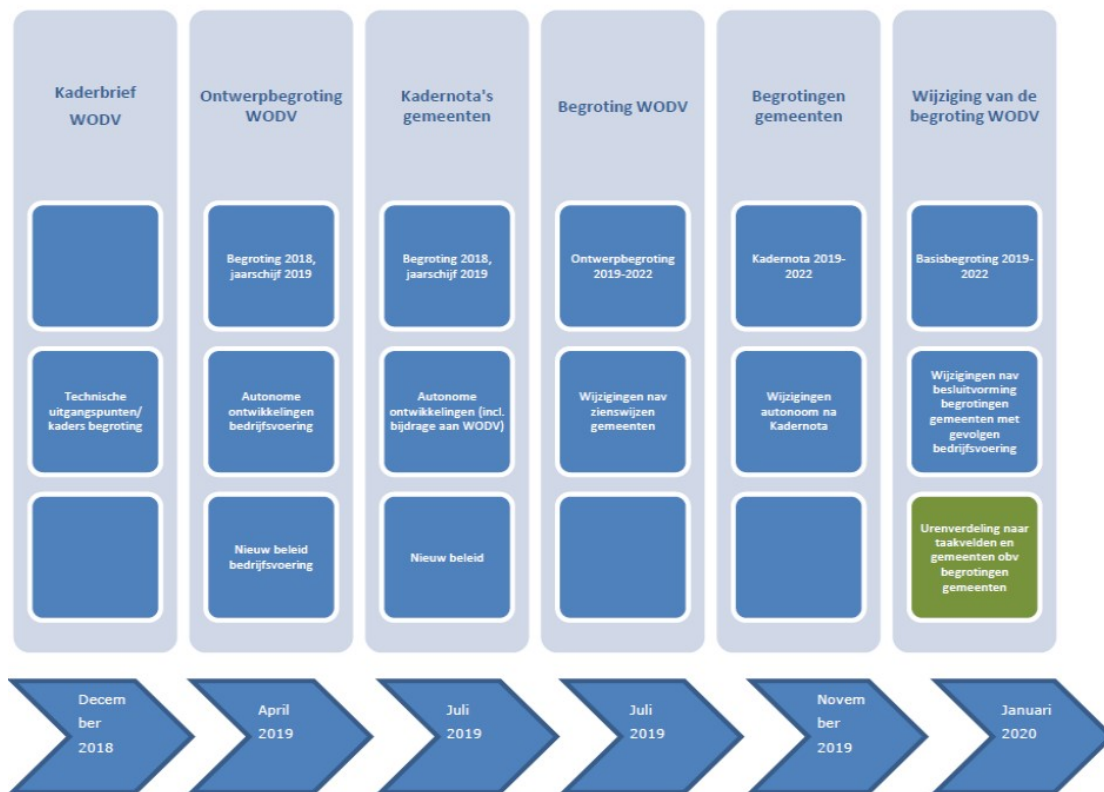 Kaderbrief
WODV
Ontwerpbegroting
WODV
Kadernota's
gemeenten
Begroting WODV
Begrotingen
gemeenten
Wijziging van de
begroting WODV
Begroting 2018,
jaarschijf 2019
Begroting 2018,
jaarschijf 2019
Ontwerpbegroting
2019-2022
Kadernota 2019-
2022
Basisbegroting 2019-
2022
Technische
uitgangspunten/
kaders begroting
Autonome
ontwikkelingen
bedrijfsvoering
Autonome
ontwikkelingen (incl.
bijdrage aan WODV)
Wijzigingen nav
zienswijzen
gemeenten
Wijzigingen
autonoom na
Kadernota
Wijzigingen nav
besluitvorming
begrotingen
gemeenten met
gevolgen
bedrijfsvoering
Nieuw beleid
bedrijfsvoering
Nieuw beleid
Urenverdeling naar
taakvelden en
gemeenten obv
begrotingen
gemeenten
Decem
ber
2018
April
2019
Juli
2019
Juli
2019
Novem
ber
2019
Januari
2020